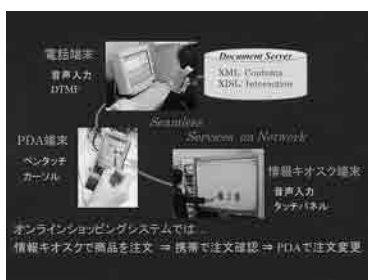 電話端末
音声入力
DTMF
Document Server
XML Contents
XISL Interaction
Seamless
Services on Network
PDA端末
ペンタッチ
カーソル
情報キオスク端末
音声入力
タッチパネル
オンラインショッピングシステムでは...
情報キオスクで商品を注文 ⇒ 携帯で注文確認 ⇒ PDAで注文変更